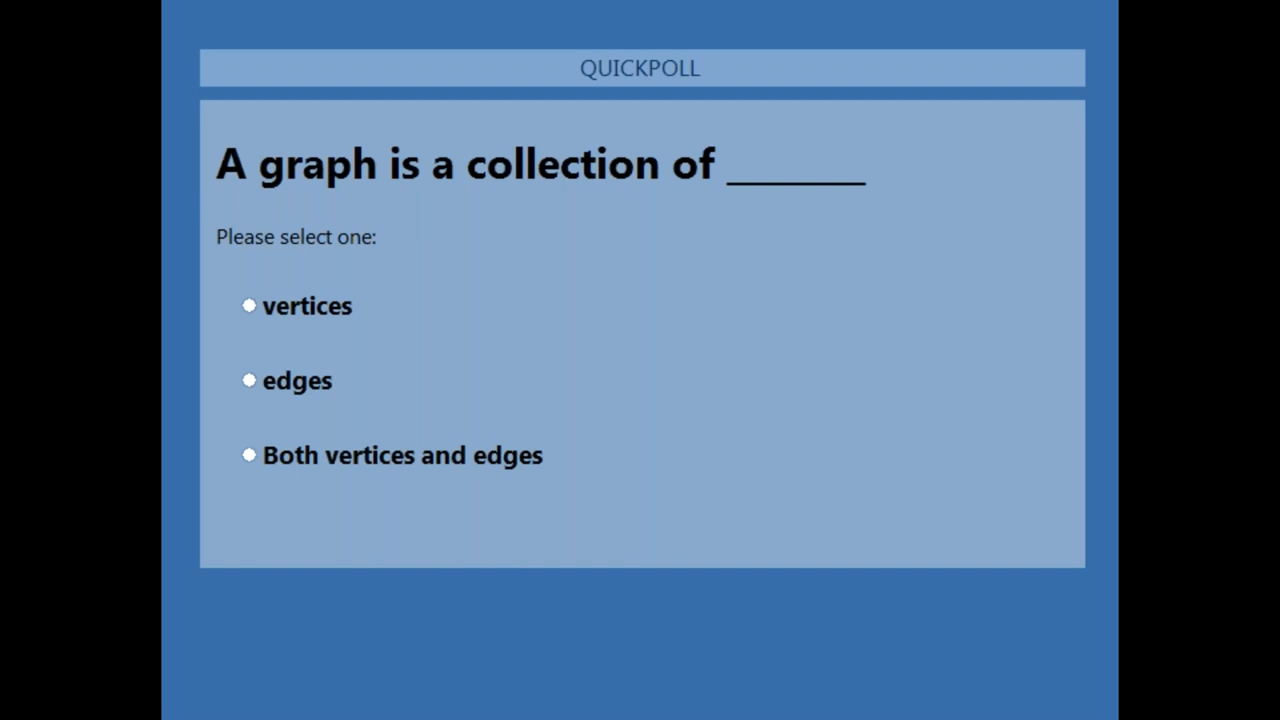 QUICKPOLL
A graph is a collection of ________
Please select one:
vertices
edges
Both vertices and edges